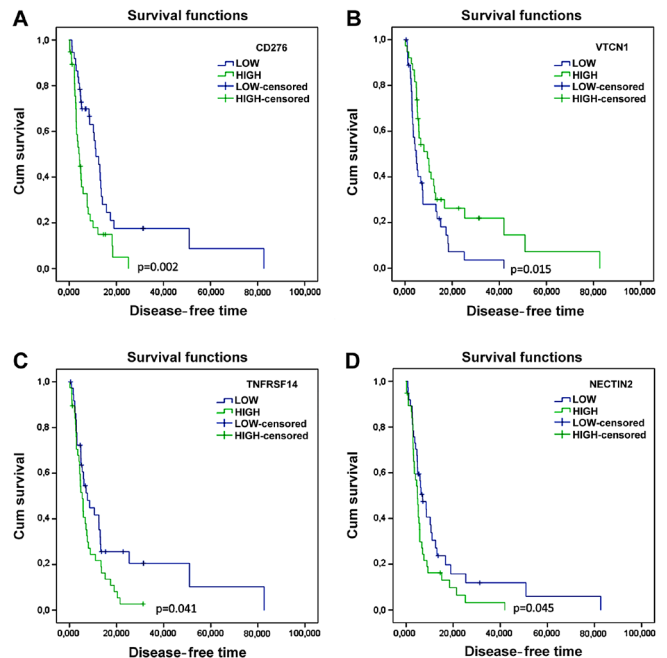 A
Survival functions
CD276
LOW
HIGH
LOW-censored
HIGH-censored
Cum survival
1,0
0,8
0,6
0,4
0,2
0,0
p=0.002
0,000 20,000 40,000 60,000 80,000 100,000
Disease-free time
B
Survival functions
VTCN1
LOW
HIGH
LOW-censored
HIGH-censored
Cum survival
1,0
0,8
0,6
0,4
0,2
0,0
p=0.015
0,000 20,000 40,000 60,000 80,000 100,000
Disease-free time
C
Survival functions
TNFRSF14
LOW
HIGH
LOW-censored
HIGH-censored
Cum survival
1,0
0,8
0,6
0,4
0,2
0,0
p=0.041
0,000 20,000 40,000 60,000 80,000 100,000
Disease-free time
D
Survival functions
NECTIN2
LOW
HIGH
LOW-censored
HIGH-censored
Cum survival
1,0
0,8
0,6
0,4
0,2
0,0
p=0.045
0,000 20,000 40,000 60,000 80,000 100,000
Disease-free time